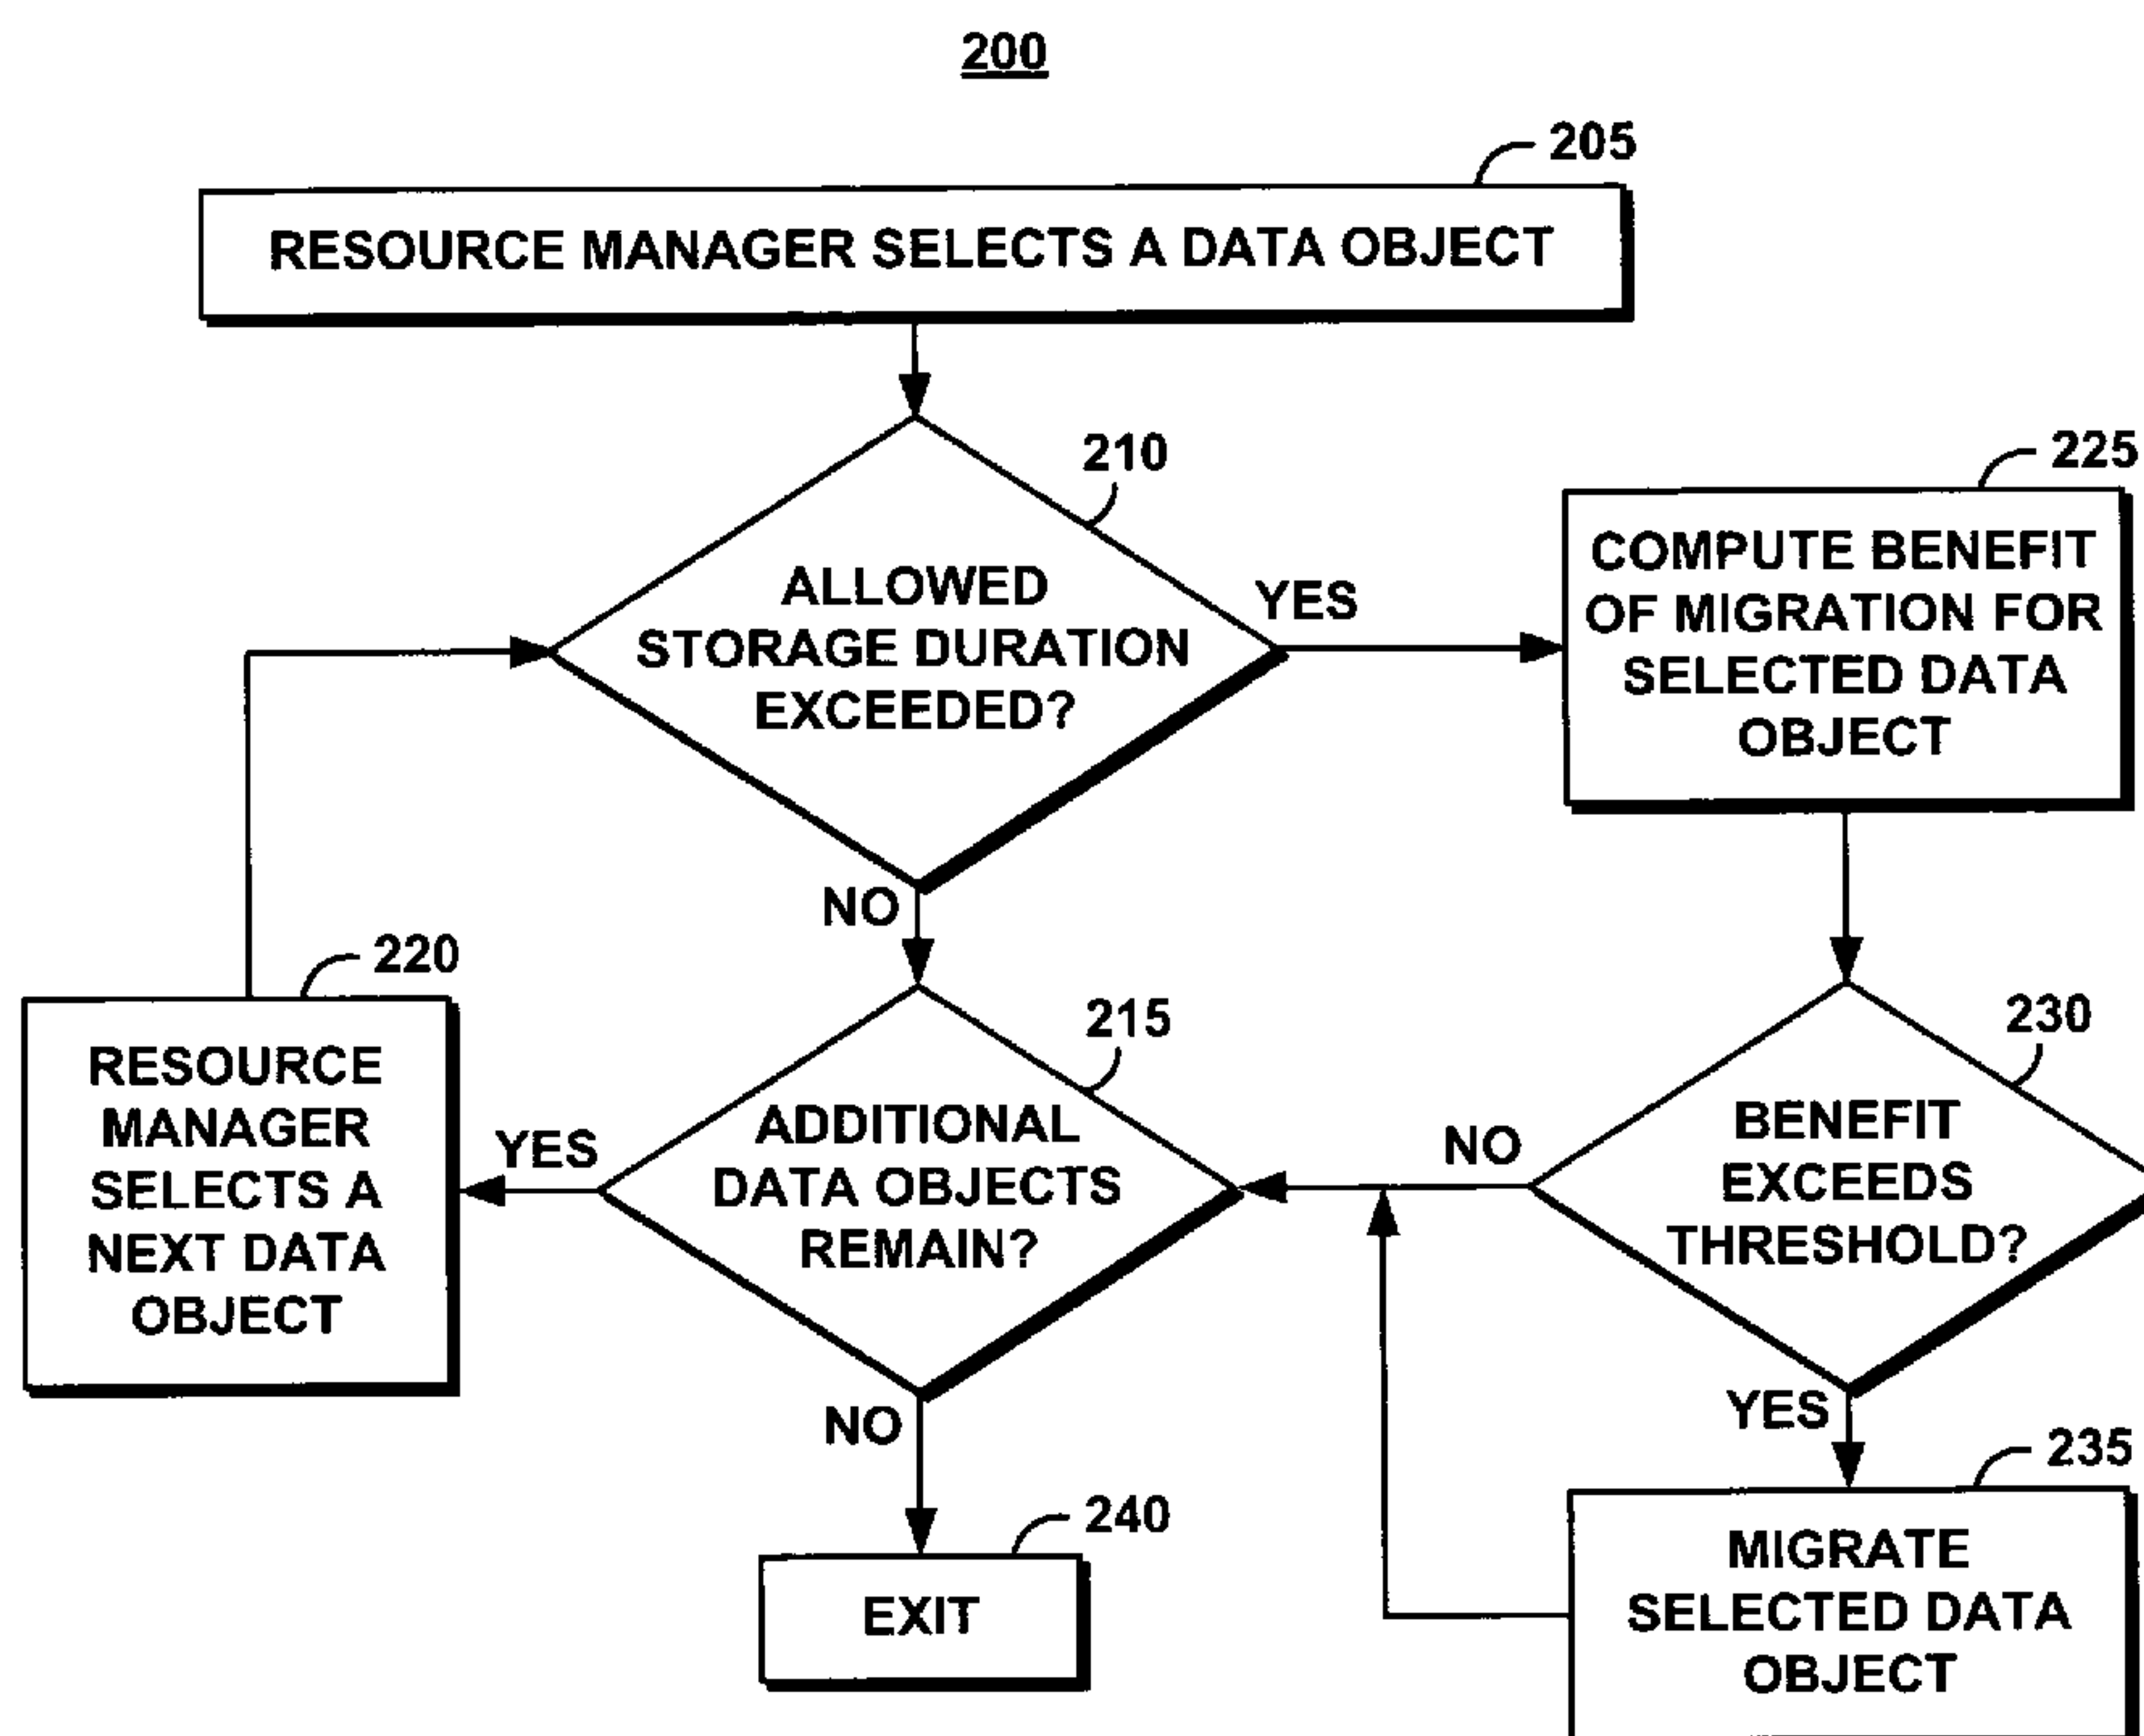 200
205
RESOURCE MANAGER SELECTS A DATA OBJECT
210
ALLOWED
STORAGE DURATION
EXCEEDED?
YES
NO
225
COMPUTE BENEFIT
OF MIGRATION FOR
SELECTED DATA
OBJECT
220
RESOURCE
MANAGER
SELECTS A
NEXT DATA
OBJECT
215
ADDITIONAL
DATA OBJECTS
REMAIN?
YES
NO
230
BENEFIT
EXCEEDS
THRESHOLD?
NO
YES
240
EXIT
235
MIGRATE
SELECTED DATA
OBJECT